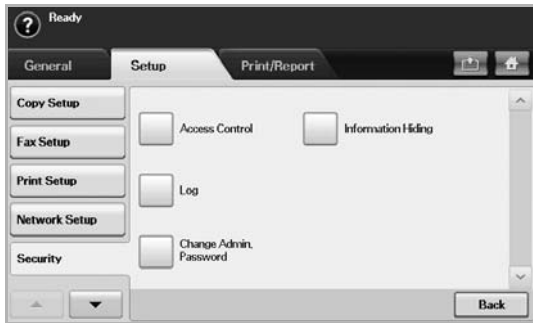 ?
Ready
General
Setup
Print/Report
Copy Setup
Fax Setup
Print Setup
Network Setup
Security
Access Control
Information Hiding
Log
Change Admin.
Password
Back